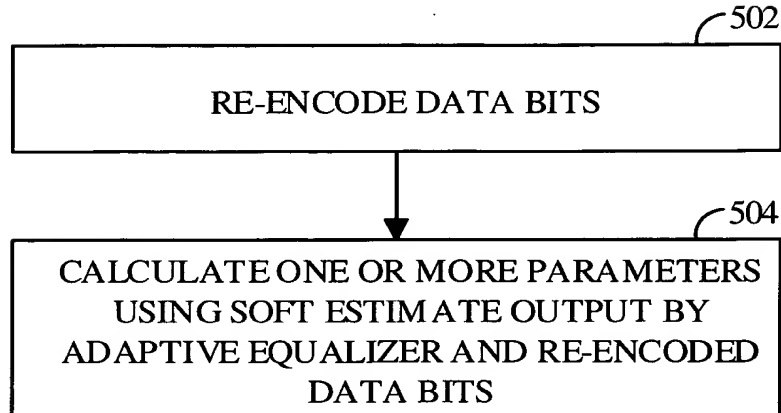 502
RE-ENCODE DATA BITS
504
CALCULATE ONE OR MORE PARAMETERS
USING SOFT ESTIMATE OUTPUT BY
ADAPTIVE EQUALIZER AND RE-ENCODED
DATA BITS